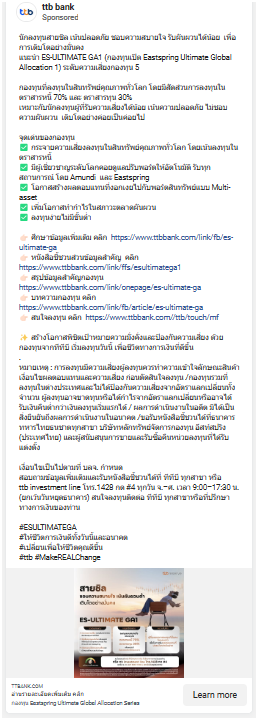 ttb bank
Sponsored
นักลงทุนสายชิล เน้นปลอดภัย ชอบความสบายใจ รับฝันผวนได้น้อย เพื่อ
การเติบโตอย่างมั่นคง
แนะนำ ES-ULTIMATE GA1 (กองทุนเปิด Eastspring Ultimate Global
Allocation 1) ระดับความเสี่ยงกองทุน 5
กองทุนที่ลงทุนในสินทรัพย์คุณภาพทั่วโลก โดยมีสัดส่วนการลงทุนใน
ตราสารหนี้ 70% และ ตราสารทุน 30%
เหมาะกับนักลงทุนผู้ที่รับความเสี่ยงได้น้อย เน้นความปลอดภัย ไม่ชอบ
ความผันผวน เติบโตอย่างค่อยเป็นค่อยไป
จุดเด่นของกองทุน
✅ กระจายความเสี่ยงลงทุนในสินทรัพย์คุณภาพทั่วโลก โดยเน้นลงทุนใน
ตราสารหนี้
✅ มีผู้เชี่ยวชาญระดับโลกคอยดูแลปรับพอร์ตให้อัตโนมัติ รับทุก
สถานการณ์ โดย Amundi และ Eastspring
✅ โอกาสสร้างผลตอบแทนที่งอกเงยไปกับพอร์ตสินทรัพย์แบบ Multi-
asset
✅ เพิ่มโอกาสทำกำไรในสภาวะตลาดผันผวน
✅ ลงทุนง่ายไม่มีขั้นต่ำ
👉🏻 ศึกษาข้อมูลเพิ่มเติม คลิก https://www.ttbbank.com/link/fb/es-
ultimate-ga
👉🏻 หนังสือชี้ชวนส่วนข้อมูลสำคัญ คลิก
https://www.ttbbank.com/link/ffs/esultimatega1
👉🏻 สรุปข้อมูลสำคัญกองทุน
https://www.ttbbank.com/link/onepage/es-ultimate-ga
👉🏻 บทความกองทุน คลิก
https://www.ttbbank.com/link/fb/article/es-ultimate-ga
👉🏻 สนใจลงทุน คลิก https://www.ttbbank.com//ttb/touch/mf
✨ สร้างโอกาสพิชิตเป้าหมายความมั่งคั่งและป้องกันความเสี่ยง ด้วย
กองทุนจากทีทีบี เริ่มลงทุนวันนี้ เพื่อชีวิตทางการเงินที่ดีขึ้น
.
หมายเหตุ : การลงทุนมีความเสี่ยงผู้ลงทุนควรทำความเข้าใจลักษณะสินค้า
เงื่อนไขผลตอบแทนและความเสี่ยง ก่อนตัดสินใจลงทุน /กองทุนรวมที่
ลงทุนในต่างประเทศและไม่ได้ป้องกันความเสี่ยงจากอัตราแลกเปลี่ยนทั้ง
จำนวน ผู้ลงทุนอาจขาดทุนหรือได้กำไรจากอัตราแลกเปลี่ยนหรืออาจได้
รับเงินคืนต่ำกว่าเงินลงทุนเริ่มแรกได้ / ผลการดำเนินงานในอดีต มิได้เป็น
สิ่งยืนยันถึงผลการดำเนินงานในอนาคต /ขอรับหนังสือชี้ชวนได้ที่ธนาคาร
ทหารไทยธนชาตทุกสาขา บริษัทหลักทรัพย์จัดการกองทุน อีสท์สปริง
(ประเทศไทย) และผู้สนับสนุนการขายและรับซื้อคืนหน่วยลงทุนที่ได้รับ
แต่งตั้ง
เงื่อนไขเป็นไปตามที่ บลจ. กำหนด
สอบถามข้อมูลเพิ่มเติมและรับหนังสือชี้ชวนได้ที่ ทีทีบี ทุกสาขา หรือ
ttb investment line โทร.1428 กด #4 ทุกวัน จ.–ศ. เวลา 9:00–17:30 น.
(ยกเว้นวันหยุดธนาคาร) สนใจลงทุนติดต่อ ทีทีบี ทุกสาขาหรือที่ปรึกษา
ทางการเงินของท่าน
#ESULTIMATEGA
#ให้ชีวิตการเงินดีทั้งวันนี้และอนาคต
#เปลี่ยนเพื่อให้ชีวิตคุณดีขึ้น
#ttb #MakeREALChange
สายชิล
ชอบความสบายใจ เน้นเงินต้นรอด
เติบโตอย่างมั่นคง
ES-ULTIMATE GA1
TTBBANK.COM
อ่านรายละเอียดเพิ่มเติม คลิก
กองทุน Eastspring Ultimate Global Allocation Series
Learn more